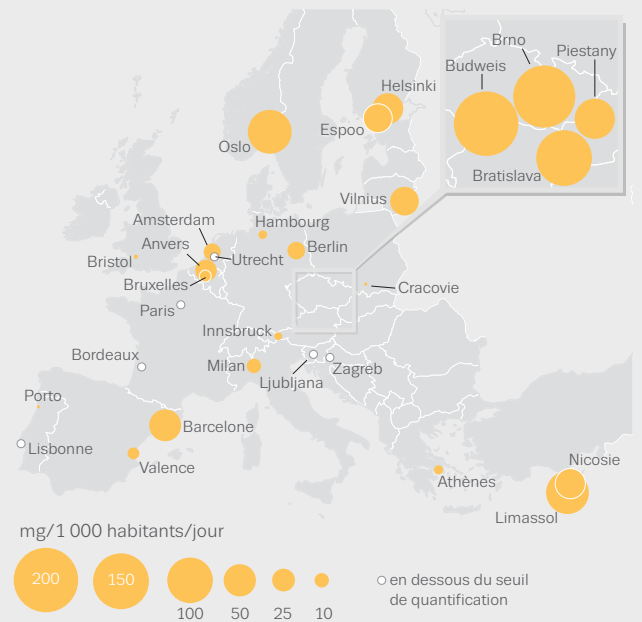 Brno
Piestany
Budweis
Helsinki
Espoo
Oslo
Bratislava
Vilnius
Amsterdam
Hambourg
Anvers
Berlin
Utrecht
Bristol
Bruxelles
Cracovie
Paris
Innsbruck
Bordeaux
Milan
Zagreb
Ljubljana
Porto
Barcelone
Lisbonne
Valence
Nicosie
Athènes
Limassol
mg/1 000 habitants/jour
200
150
100
50
25
10
en dessous du seuil
de quantification